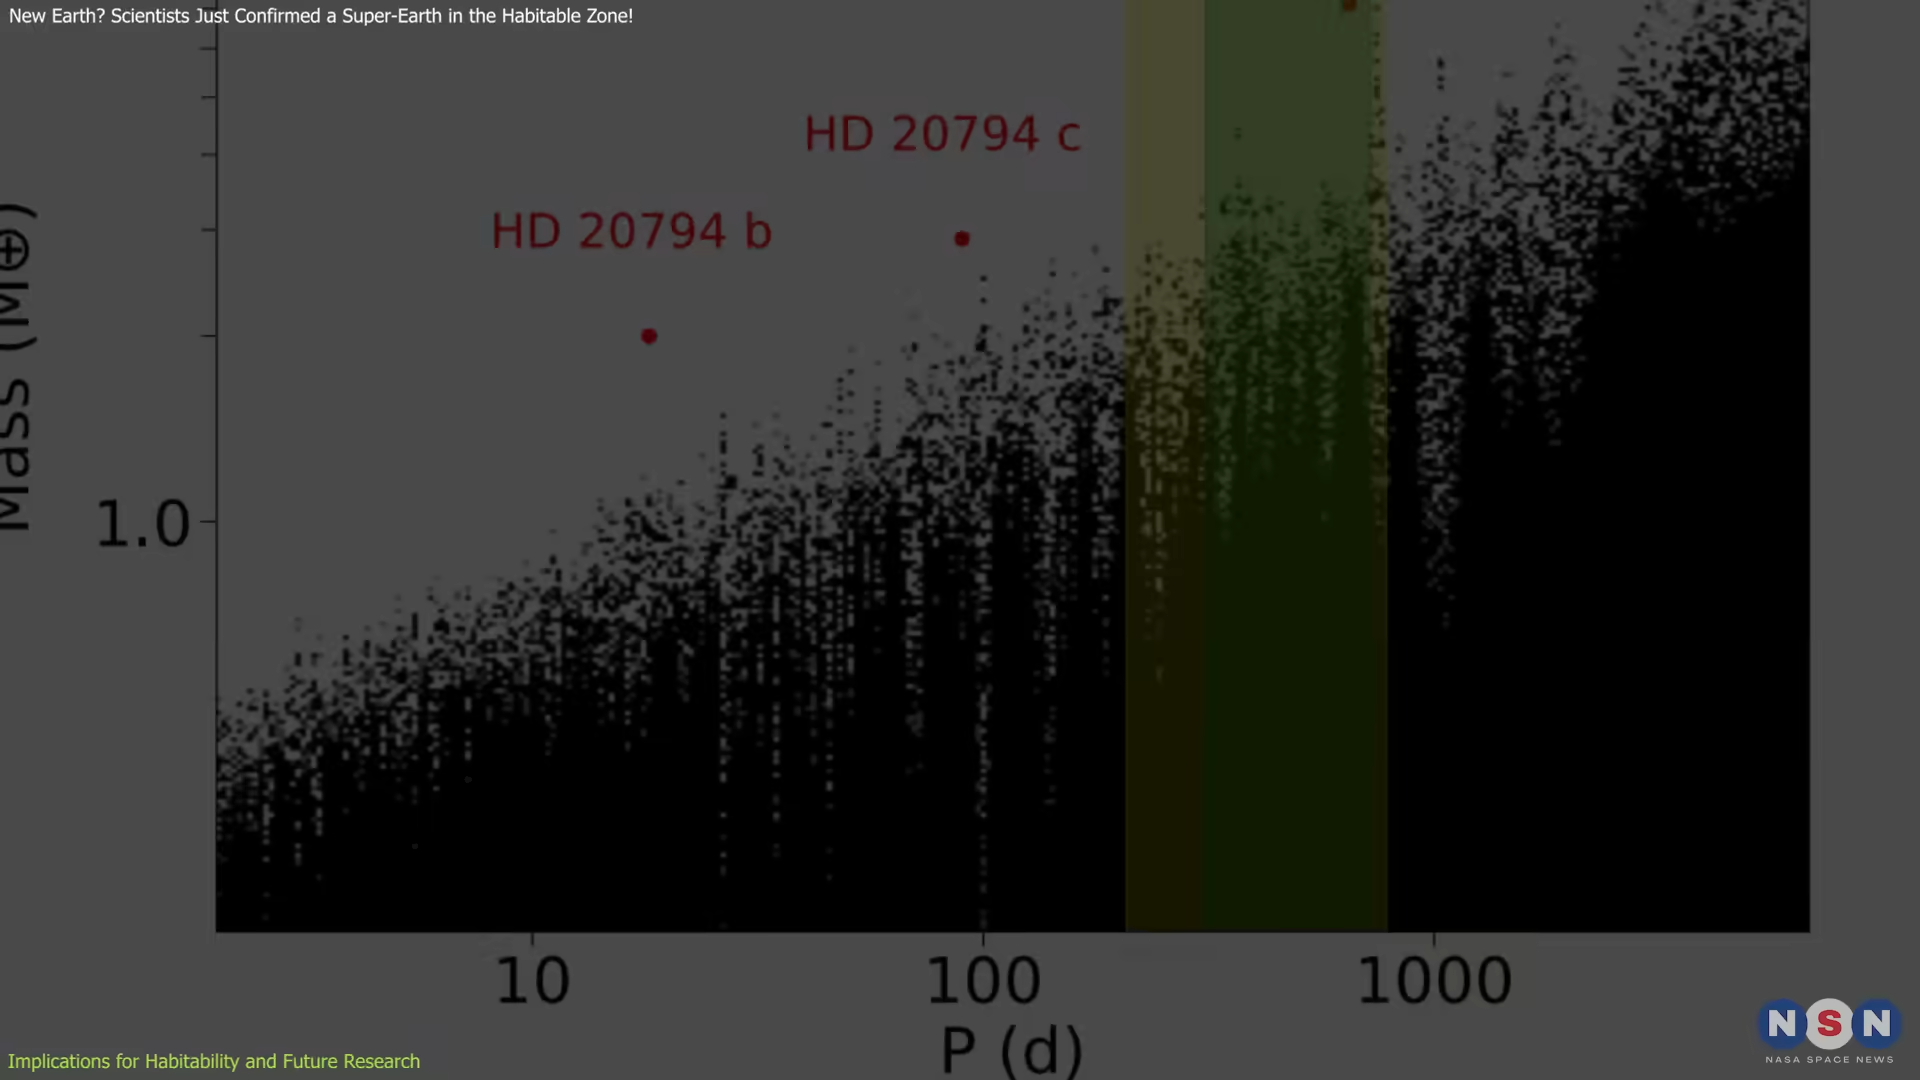 New Earth? Scientists Just Confirmed a Super-Earth in the Habitable Zone!
HD 20794 c
HD 20794 b
Mass (M⊕)
1.0
10
100
1000
P (d)
NSN
NASA SPACE NEWS
Implications for Habitability and Future Research